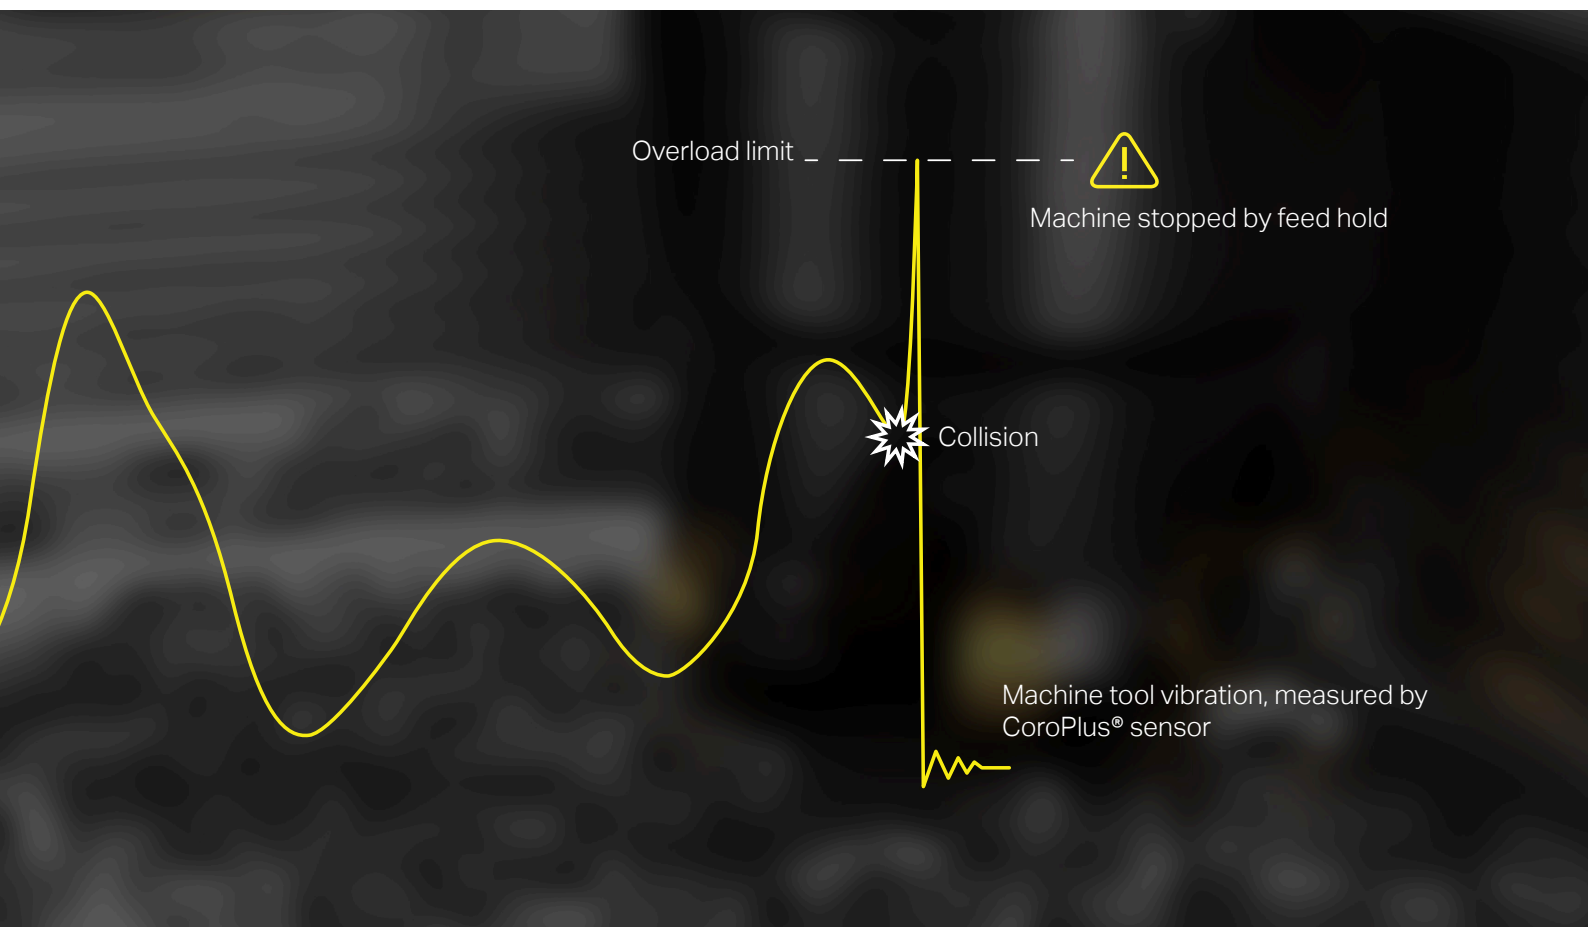 Overload limit
Machine stopped by feed hold
Collision
Machine tool vibration, measured by
CoroPlus® sensor